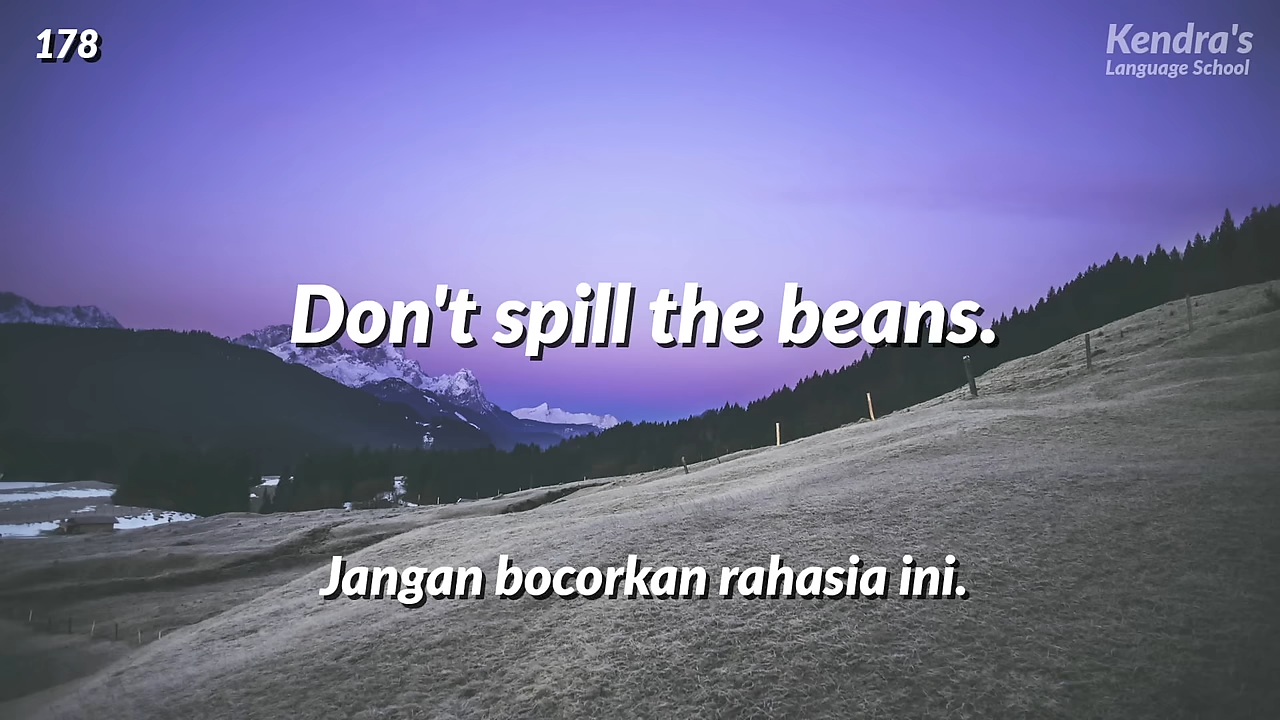 178
Kendra's
Language School
Don't spill the beans.
Jangan bocorkan rahasia ini.